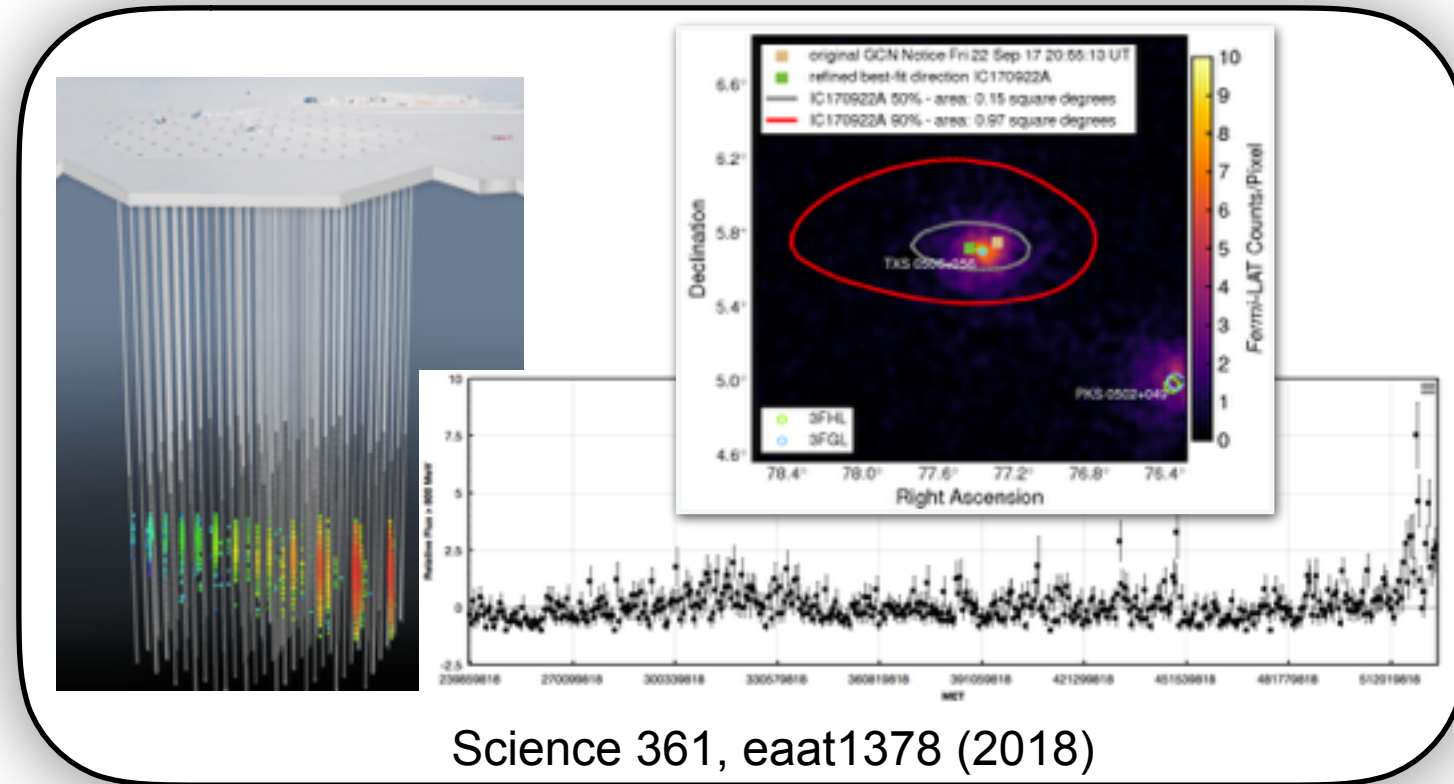 original GCN Notice Fri 22 Sep 17 20:55:13 UT
refined best-fit direction IC170922A
IC170922A 50% - area: 0.15 square degrees
IC170922A 90% - area: 0.97 square degrees
6.6°
6.2°
5.8°
5.4°
5.0°
4.6°
Declination
TXS 0506+056
PKS 0502+049
3FHL
3FGL
78.4° 78.0° 77.6° 77.2° 76.8° 76.4°
Right Ascension
10
9
8
7
6
5
4
3
2
1
0
Fermi-LAT Counts/Pixel
10
7.5
5
2.5
0
-2.5
Relative Flux > 800 MeV
239859818 270099818 300339818 330579818 360819818 391059818 421299818 451539818 481779818 512019818
MET
Science 361, eaat1378 (2018)